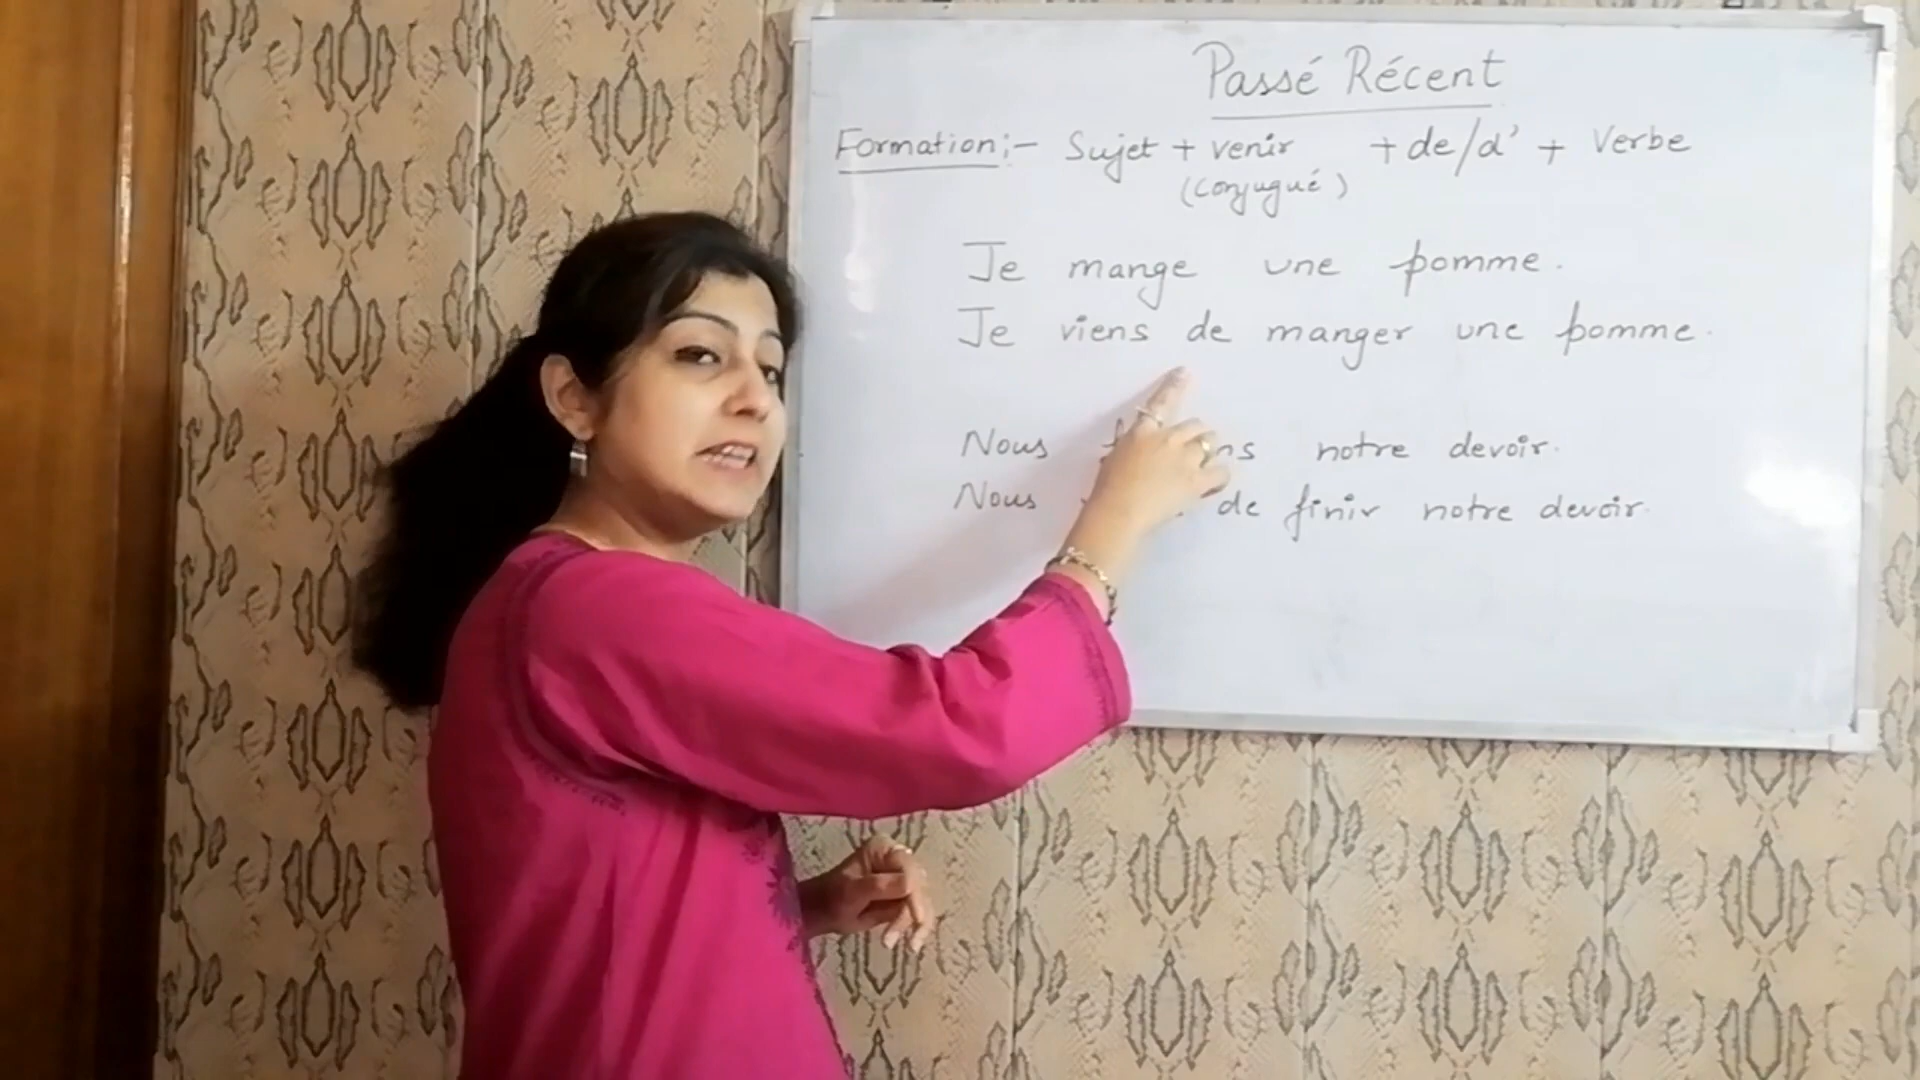 Passé Récent
Formation:- Sujet + venir + de/d' + Verbe
(conjugué)
Je mange une pomme.
Je viens de manger une pomme.
Nous notre devoir.
Nous de finir notre devoir.